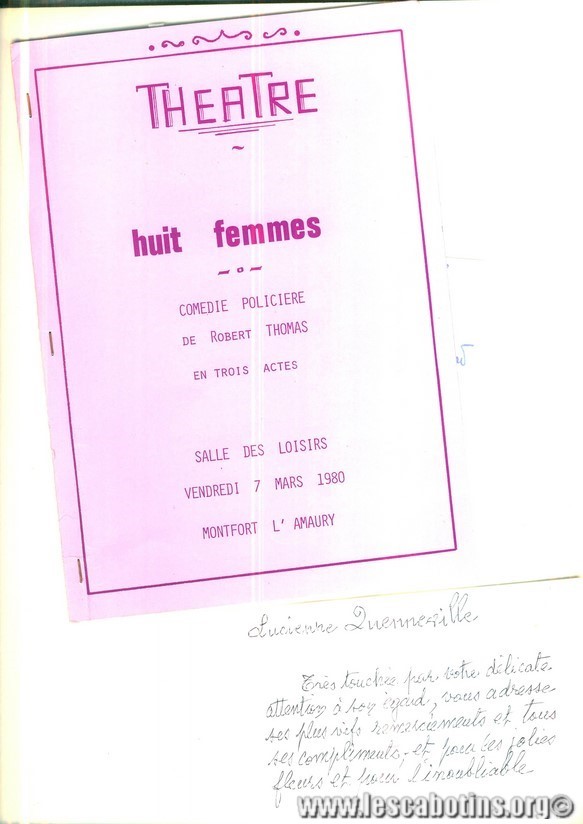 THEATRE
huit femmes
COMEDIE POLICIERE
DE ROBERT THOMAS
EN TROIS ACTES
SALLE DES LOISIRS
VENDREDI 7 MARS 1980
MONTFORT L'AMAURY
Lucienne Quenneville
Très touchée par votre délicate
attention à son égard, vous adresse
ses plus vifs remerciements et tous
ses compliments, et pour ces jolies
fleurs et pour l'inoubliable
www.lescabotins.org©